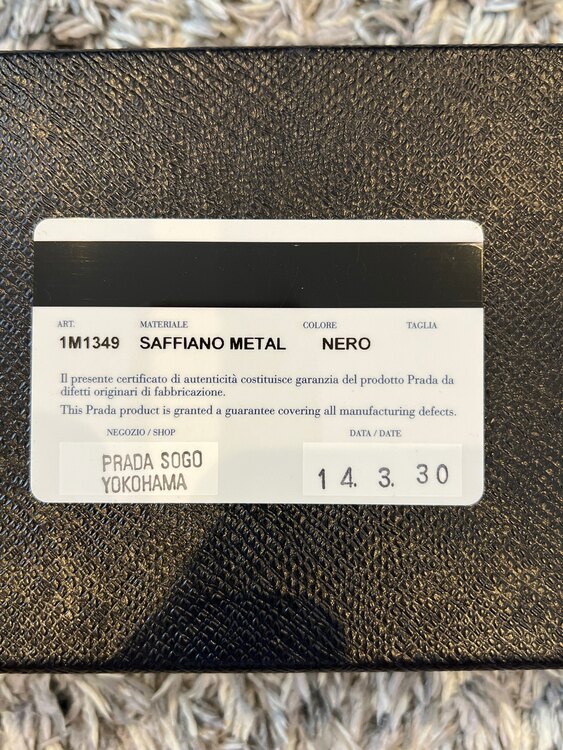 ART. MATERIALE COLORE TAGLIA
1M1349 SAFFIANO METAL NERO
Il presente certificato di autenticità costituisce garanzia del prodotto Prada da
difetti originari di fabbricazione.
This Prada product is granted a guarantee covering all manufacturing defects.
NEGOZIO / SHOP DATA / DATE
PRADA SOGO
YOKOHAMA
14. 3. 30